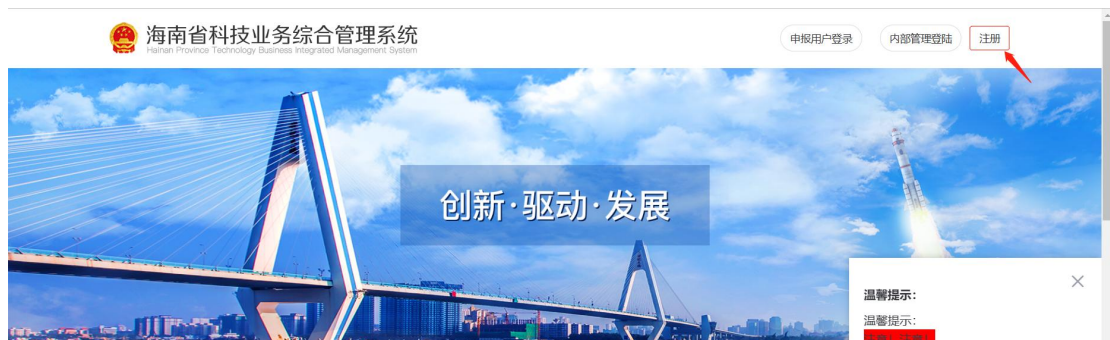 海南省科技业务综合管理系统
Hainan Province Technology Business Integrated Management System
申报用户登录 内部管理登陆 注册
创新·驱动·发展
温馨提示：
温馨提示：